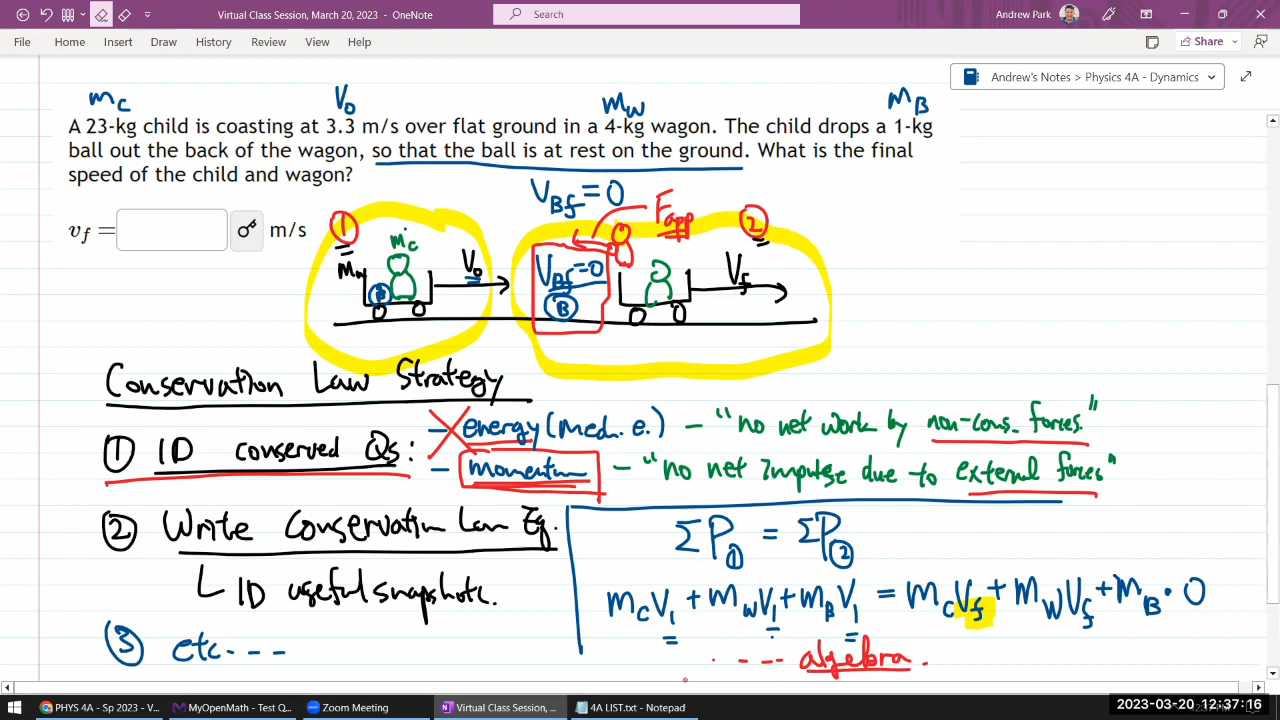 Virtual Class Session, March 20, 2023 - OneNote
Search
Andrew Park
File Home Insert Draw History Review View Help
Share
Andrew's Notes > Physics 4A - Dynamics
mC V0 mW mB
A 23-kg child is coasting at 3.3 m/s over flat ground in a 4-kg wagon. The child drops a 1-kg
ball out the back of the wagon, so that the ball is at rest on the ground. What is the final
speed of the child and wagon?
VBf = 0
vf = m/s
1 Fapp 2
mC
mW V0 VBf = 0 Vf
B B
Conservation Law Strategy
① ID conserved Qs: - energy (mech. e.) - "no net work by non-cons. forces."
- momentum - "no net Impulse due to external forces"
② Write Conservation Law Eq.
ΣP① = ΣP②
└ ID useful snapshots.
mCV1 + mWV1 + mBV1 = mCVf + mWVf + mB · 0
③ etc---
.---- algebra.
PHYS 4A - Sp 2023 - V... MyOpenMath - Test Q... Zoom Meeting Virtual Class Session,... 4A LIST.txt - Notepad
2023-03-20 12:37:16